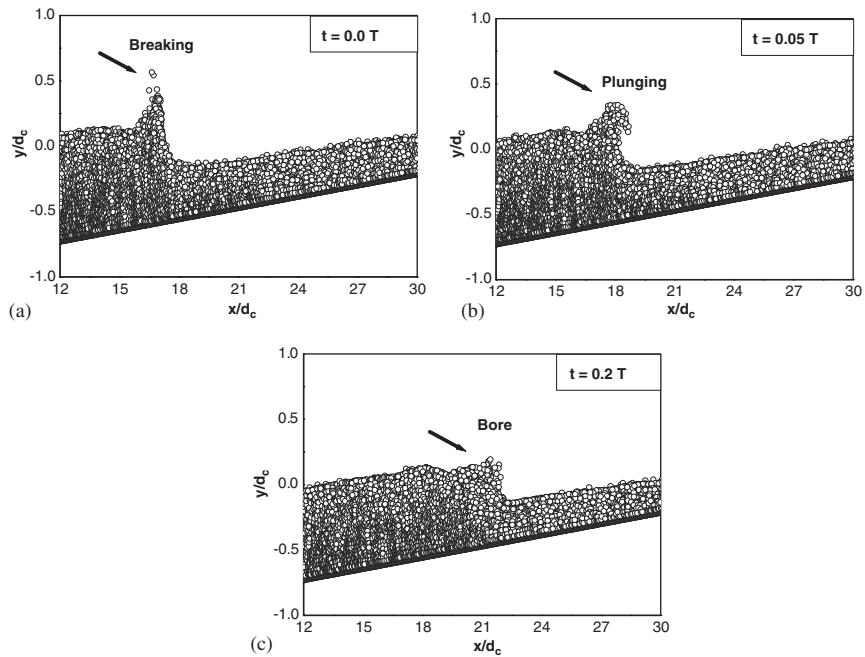 1.0
t = 0.0 T
Breaking
0.5
y/dc
0.0
-0.5
-1.0
12 15 18 21 24 27 30
x/dc
(a)
1.0
t = 0.05 T
Plunging
0.5
y/dc
0.0
-0.5
-1.0
12 15 18 21 24 27 30
x/dc
(b)
1.0
t = 0.2 T
Bore
0.5
y/dc
0.0
-0.5
-1.0
12 15 18 21 24 27 30
x/dc
(c)